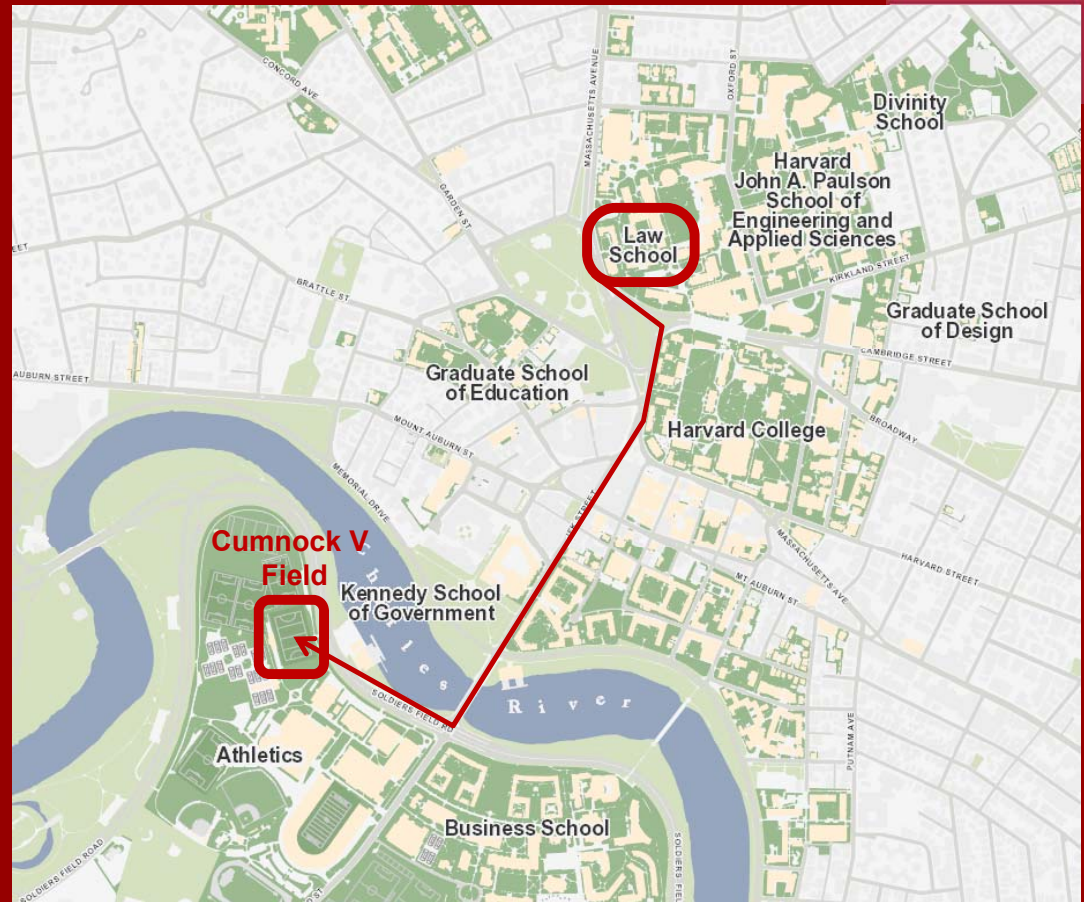 CONCORD AVE
MASSACHUSETTS AVENUE
OXFORD ST
Divinity
School
Harvard
John A. Paulson
School of
Engineering and
Applied Sciences
GARDEN ST
Law
School
KIRKLAND STREET
BRATTLE ST
Graduate School
of Design
CAMBRIDGE STREET
AUBURN STREET
Graduate School
of Education
MOUNT AUBURN ST
Harvard College
BROADWAY
MEMORIAL DRIVE
STREET
MASSACHUSETTS AVE
HARVARD STREET
Cumnock V
Field
MT AUBURN ST
Kennedy School
of Government
River
SOLDIERS FIELD RD
PUTNAM AVE
Athletics
Business School
SOLDIERS FIEL
SOLDIERS FIELD ROAD